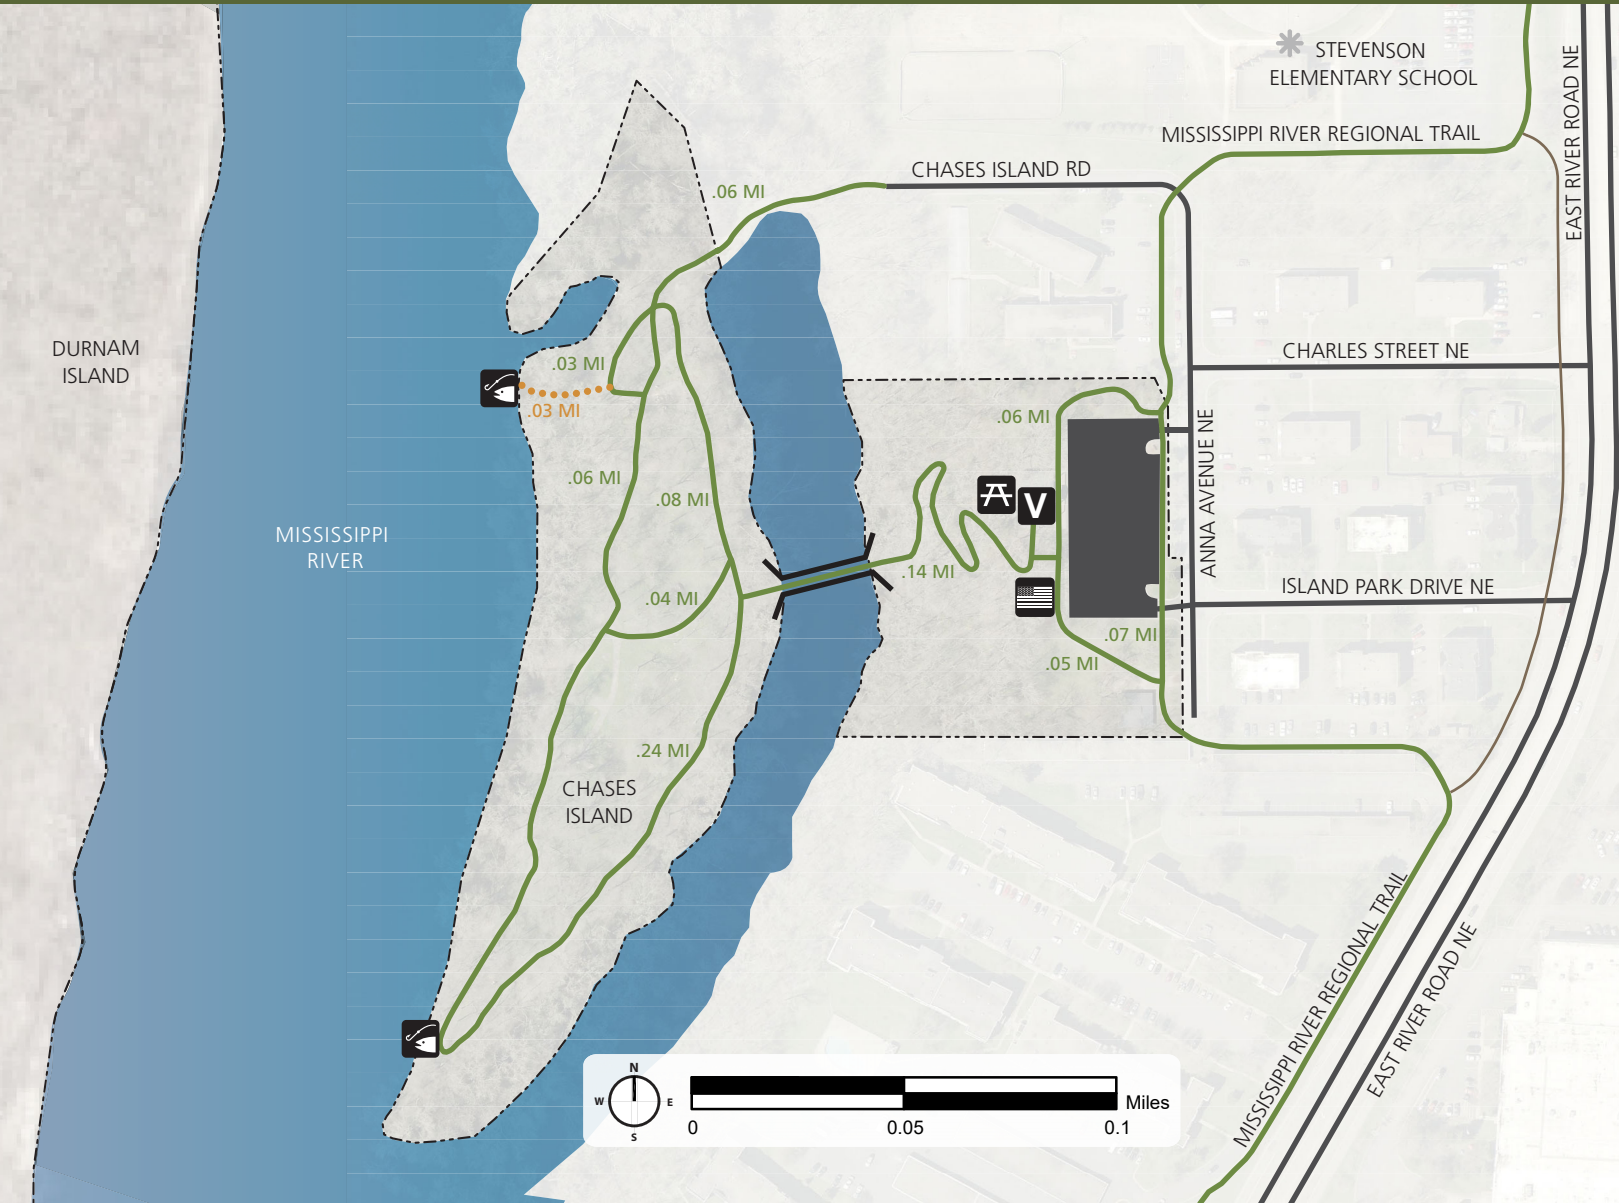 STEVENSON
ELEMENTARY SCHOOL
EAST RIVER ROAD NE
MISSISSIPPI RIVER REGIONAL TRAIL
CHASES ISLAND RD
.06 MI
DURNAM
ISLAND
.03 MI
CHARLES STREET NE
.03 MI
.06 MI
ANNA AVENUE NE
.06 MI
.08 MI
V
MISSISSIPPI
RIVER
.14 MI
ISLAND PARK DRIVE NE
.04 MI
.07 MI
.05 MI
.24 MI
CHASES
ISLAND
MISSISSIPPI RIVER REGIONAL TRAIL
EAST RIVER ROAD NE
N
W
E
S
Miles
0
0.05
0.1